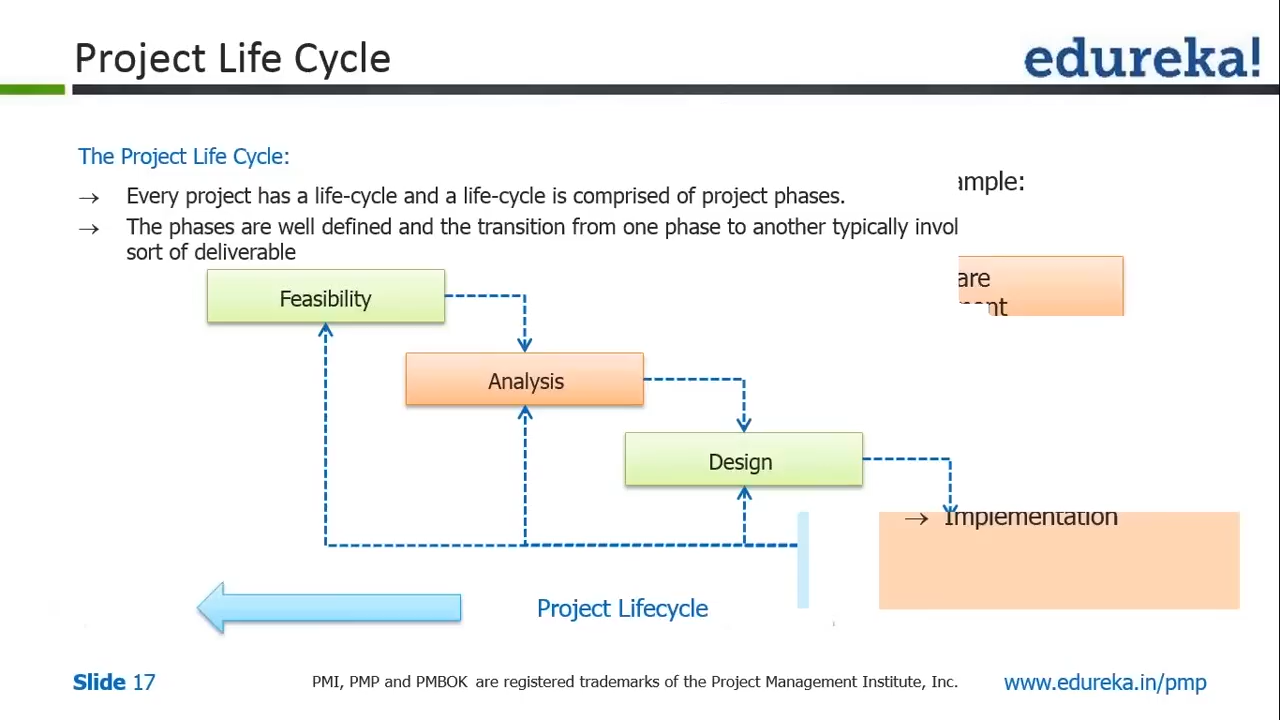 Project Life Cycle
edureka!
The Project Life Cycle:
→ Every project has a life-cycle and a life-cycle is comprised of project phases.
→ The phases are well defined and the transition from one phase to another typically invol
sort of deliverable
ample:
are
Feasibility
Analysis
Design
→ Implementation
Project Lifecycle
Slide 17
PMI, PMP and PMBOK are registered trademarks of the Project Management Institute, Inc.
www.edureka.in/pmp